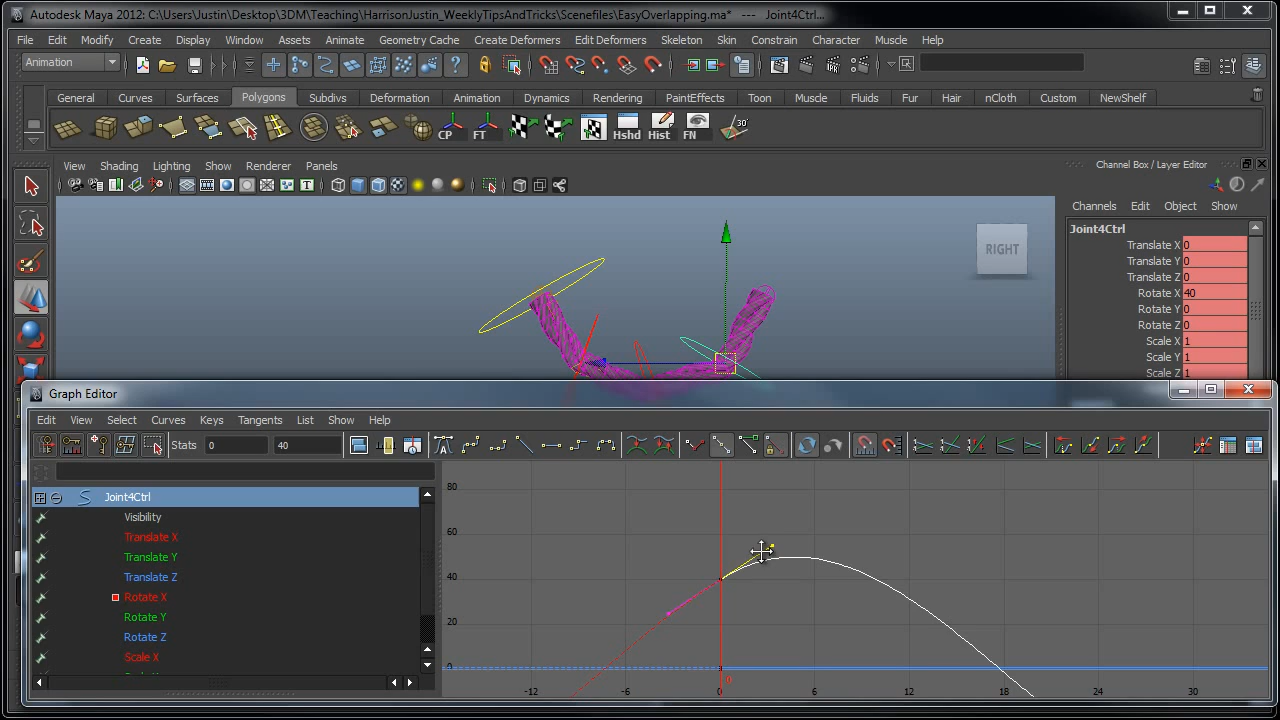 Autodesk Maya 2012: C:\Users\Justin\Desktop\3DM\Teaching\HarrisonJustin_WeeklyTipsAndTricks\Scenefiles\EasyOverlapping.ma* --- Joint4Ctrl...
File Edit Modify Create Display Window Assets Animate Geometry Cache Create Deformers Edit Deformers Skeleton Skin Constrain Character Muscle Help
Animation
General Curves Surfaces Polygons Subdivs Deformation Animation Dynamics Rendering PaintEffects Toon Muscle Fluids Fur Hair nCloth Custom NewShelf
CP FT Hshd Hist FN 30
View Shading Lighting Show Renderer Panels
Channel Box / Layer Editor
Channels Edit Object Show
RIGHT
Joint4Ctrl
Translate X 0
Translate Y 0
Translate Z 0
Rotate X 40
Rotate Y 0
Rotate Z 0
Scale X 1
Scale Y 1
Scale Z 1
Graph Editor
Edit View Select Curves Keys Tangents List Show Help
Stats 0 40
Joint4Ctrl
Visibility
Translate X
Translate Y
Translate Z
Rotate X
Rotate Y
Rotate Z
Scale X
80
60
40
20
0
-12 -6 0 0 6 12 18 24 30